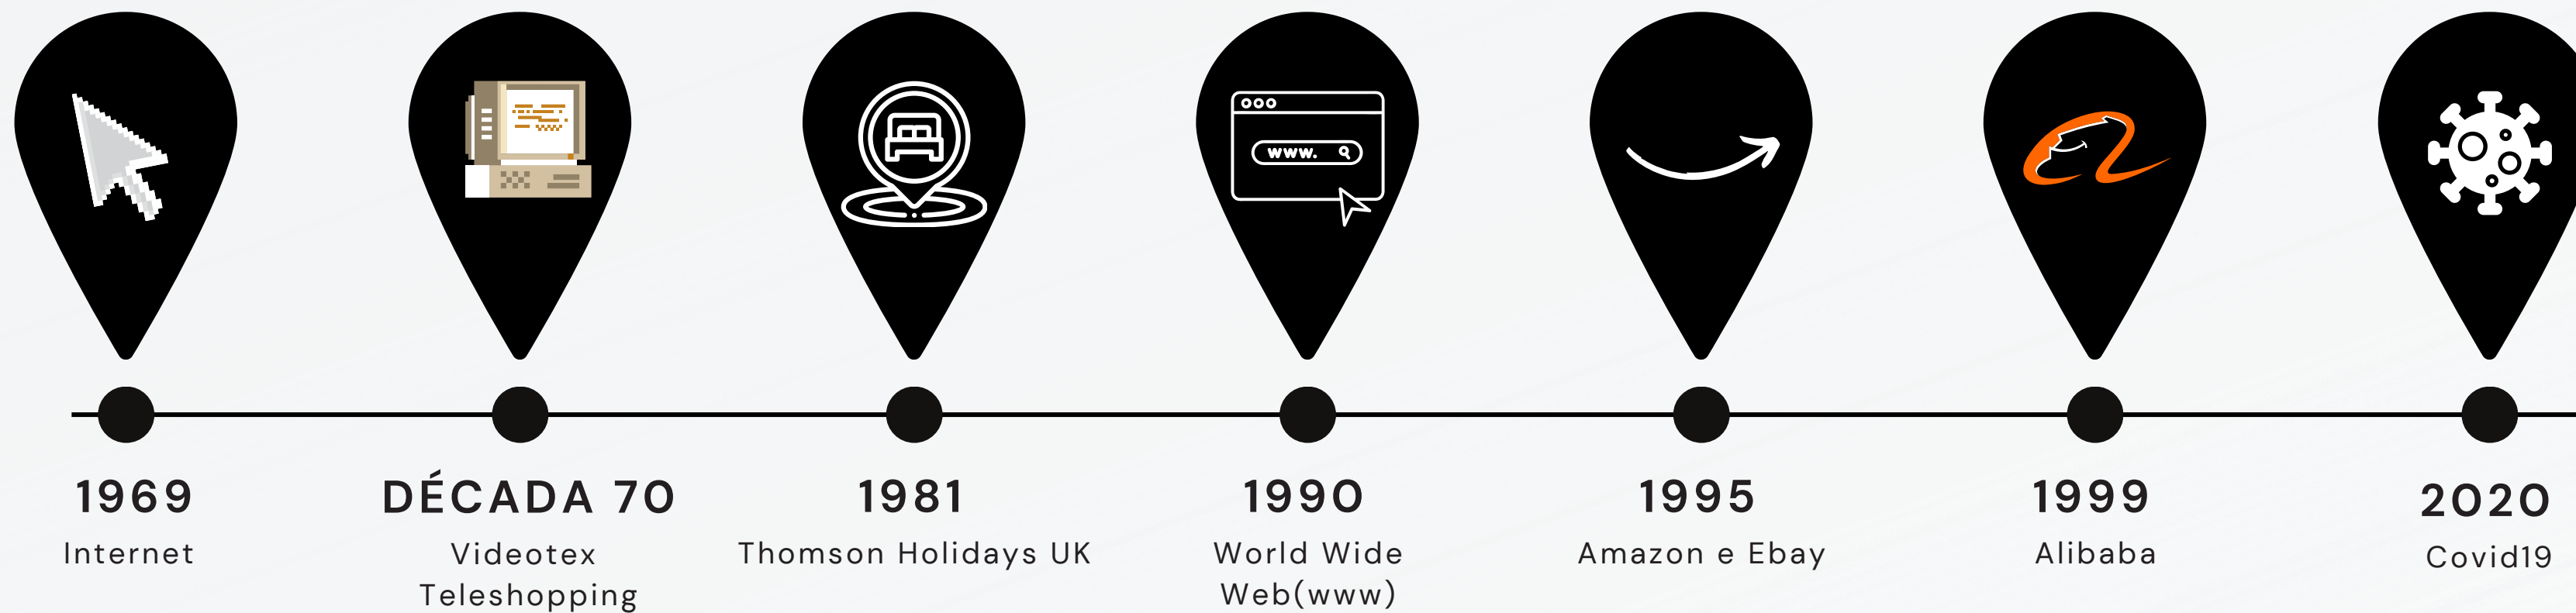 www.
1969
Internet
DÉCADA 70
Videotex
Teleshopping
1981
Thomson Holidays UK
1990
World Wide
Web(www)
1995
Amazon e Ebay
1999
Alibaba
2020
Covid19